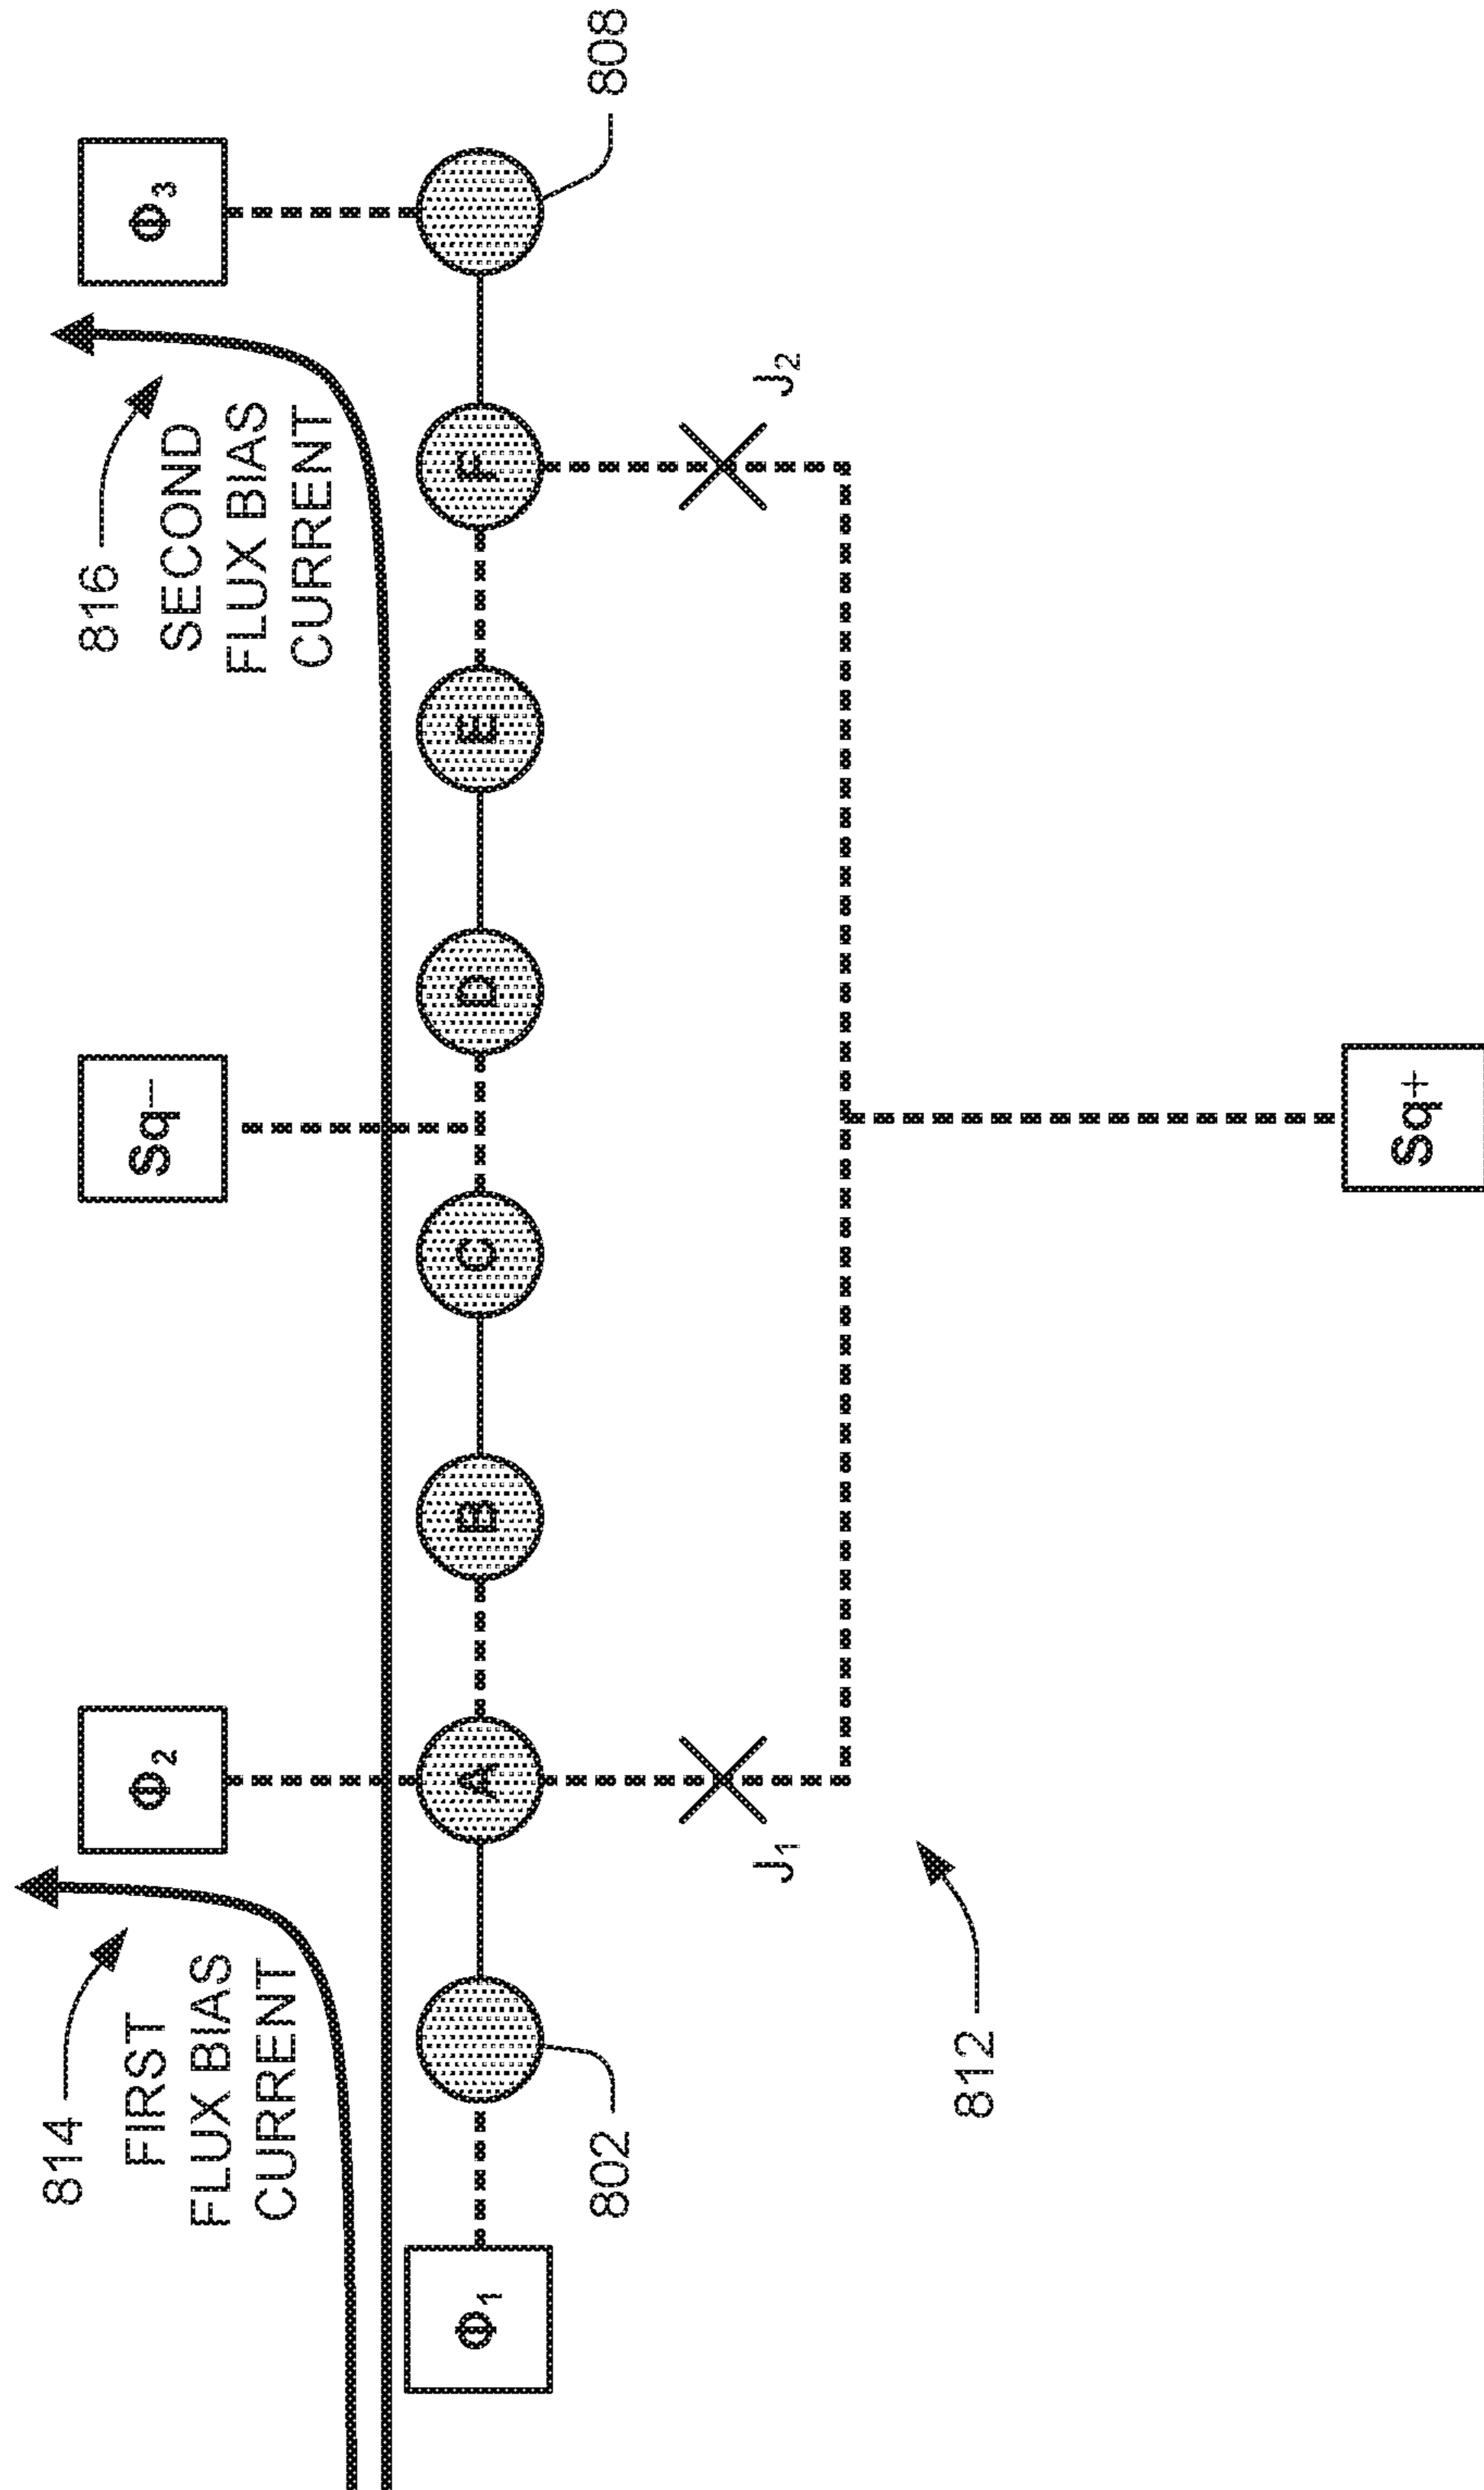 814
FIRST
FLUX BIAS
CURRENT
Φ₂
Sq−
816
SECOND
FLUX BIAS
CURRENT
Φ₃
Φ₁
A
B
C
D
E
F
802
808
J₁
J₂
812
Sq+